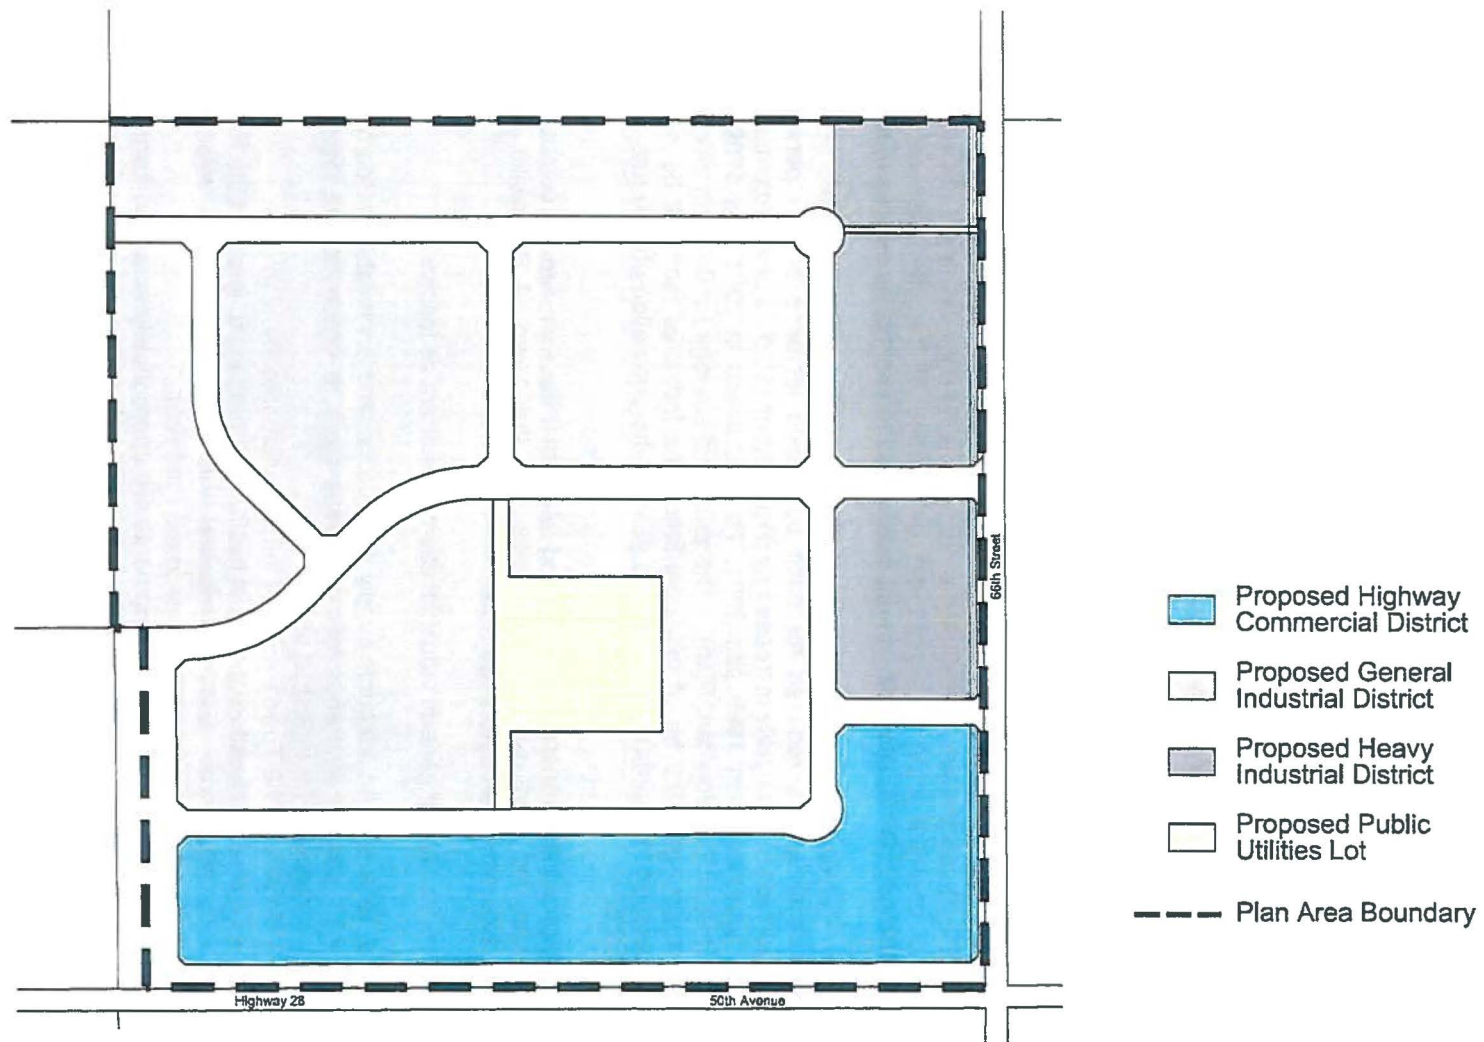 66th Street
Highway 28
50th Avenue
Proposed Highway
Commercial District
Proposed General
Industrial District
Proposed Heavy
Industrial District
Proposed Public
Utilities Lot
Plan Area Boundary